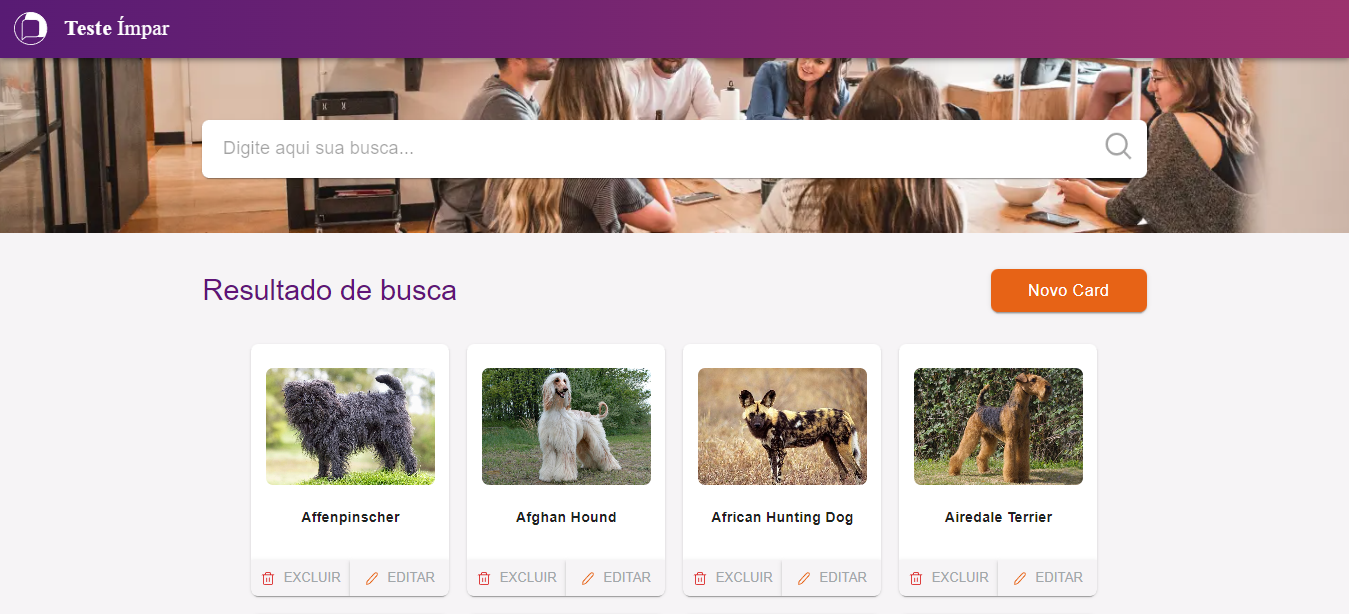 Teste Ímpar
Digite aqui sua busca...
Resultado de busca
Novo Card
Affenpinscher
Afghan Hound
African Hunting Dog
Airedale Terrier
EXCLUIR EDITAR EXCLUIR EDITAR EXCLUIR EDITAR EXCLUIR EDITAR